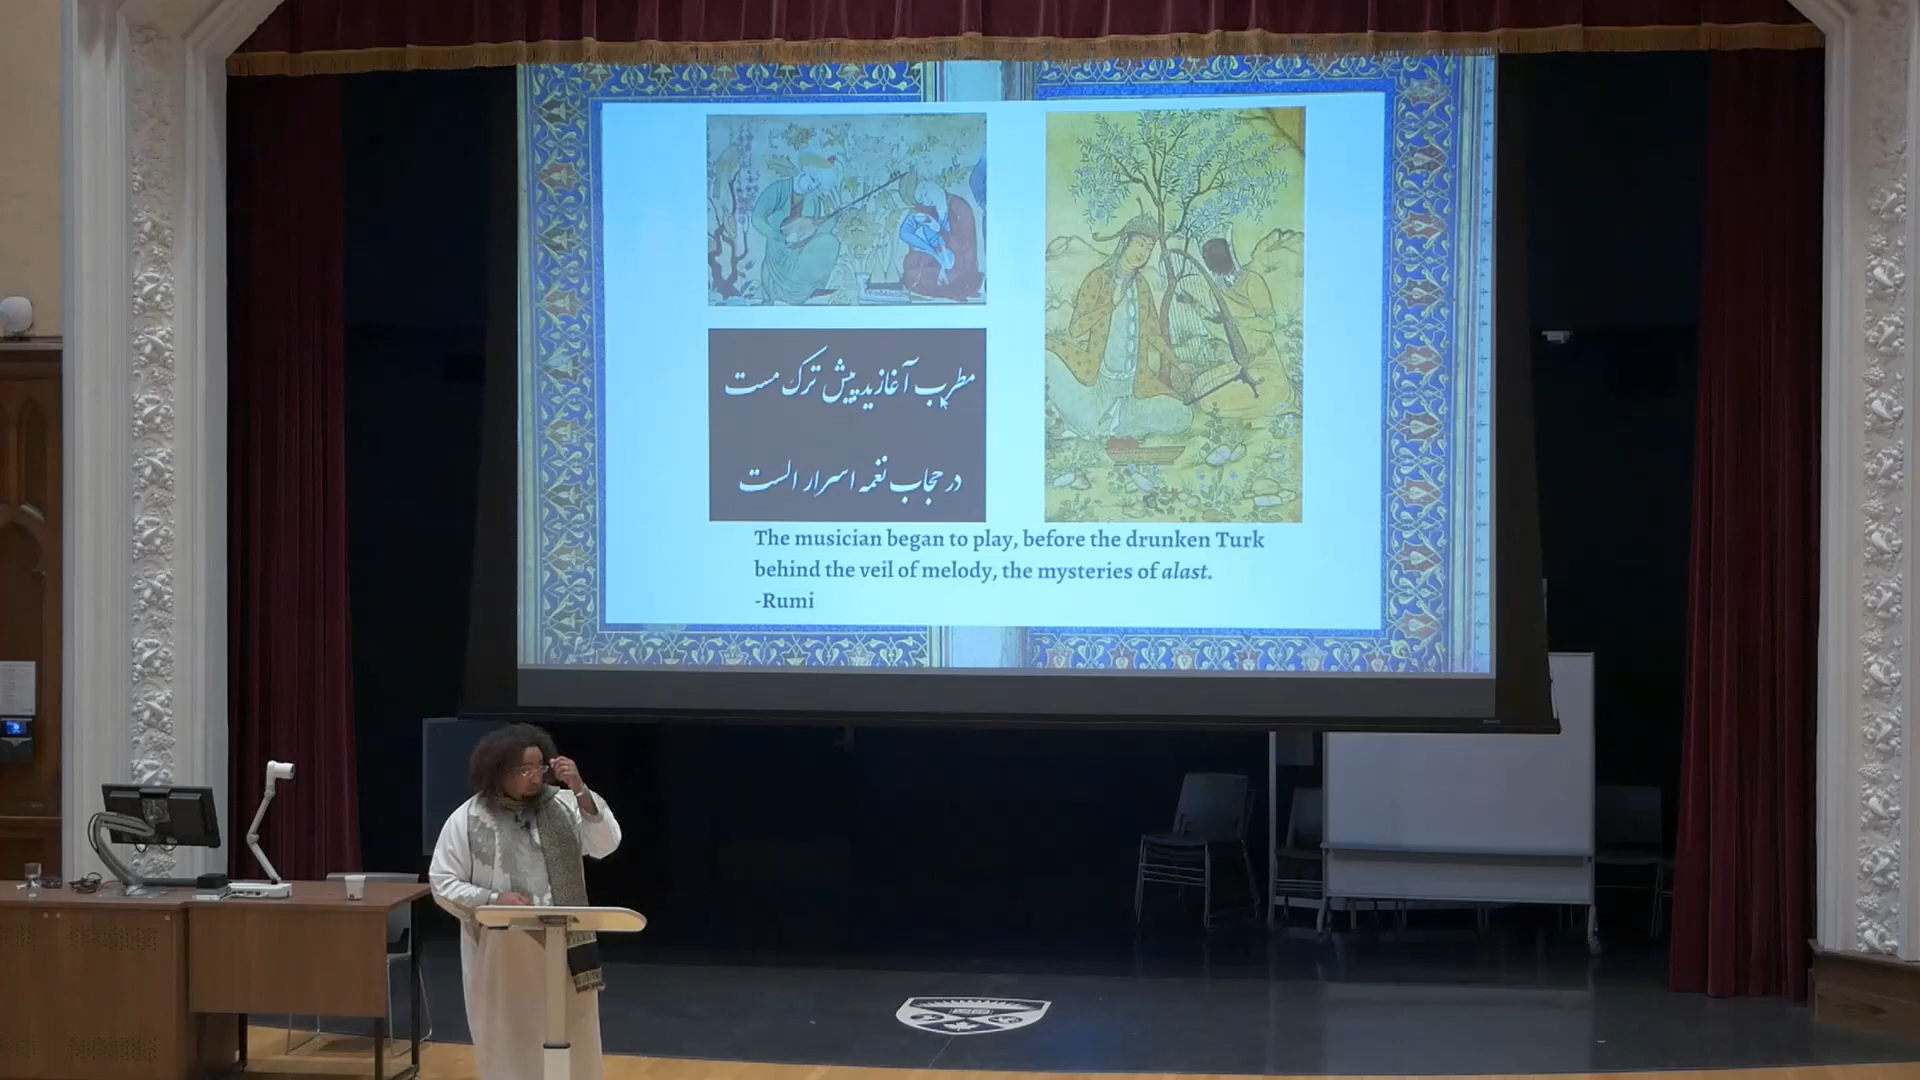 مطرب آغازید پیش ترک مست
در حجاب نغمه اسرار الست
The musician began to play, before the drunken Turk
behind the veil of melody, the mysteries of alast.
-Rumi